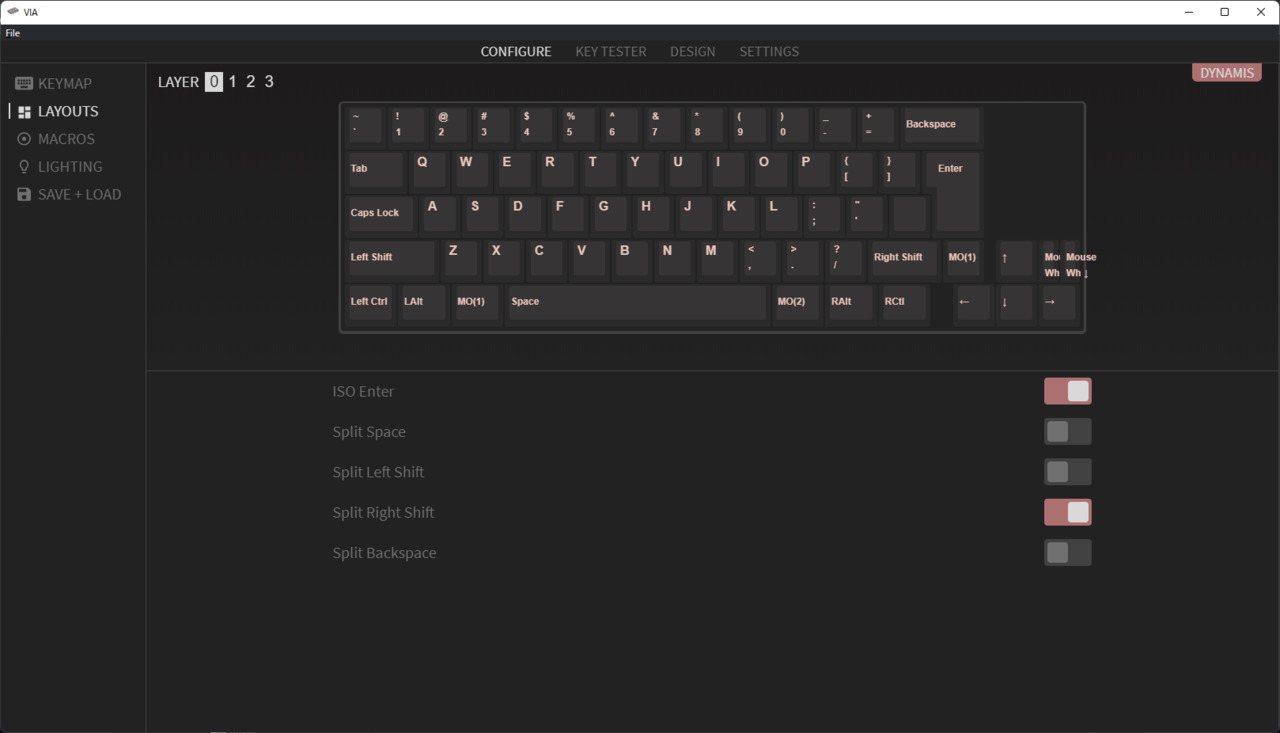 VIA
File
CONFIGURE KEY TESTER DESIGN SETTINGS
DYNAMIS
KEYMAP
LAYOUTS
MACROS
LIGHTING
SAVE + LOAD
LAYER 0 1 2 3
~ ! @ # $ % ^ & * ( ) _ + Backspace
` 1 2 3 4 5 6 7 8 9 0 - =
Tab Q W E R T Y U I O P { } Enter
[ ]
Caps Lock A S D F G H J K L : "
; '
Left Shift Z X C V B N M < > ? Right Shift MO(1) ↑ Mou Mouse
, . / Wh Wh ↓
Left Ctrl LAlt MO(1) Space MO(2) RAlt RCtl ← ↓ →
ISO Enter
Split Space
Split Left Shift
Split Right Shift
Split Backspace